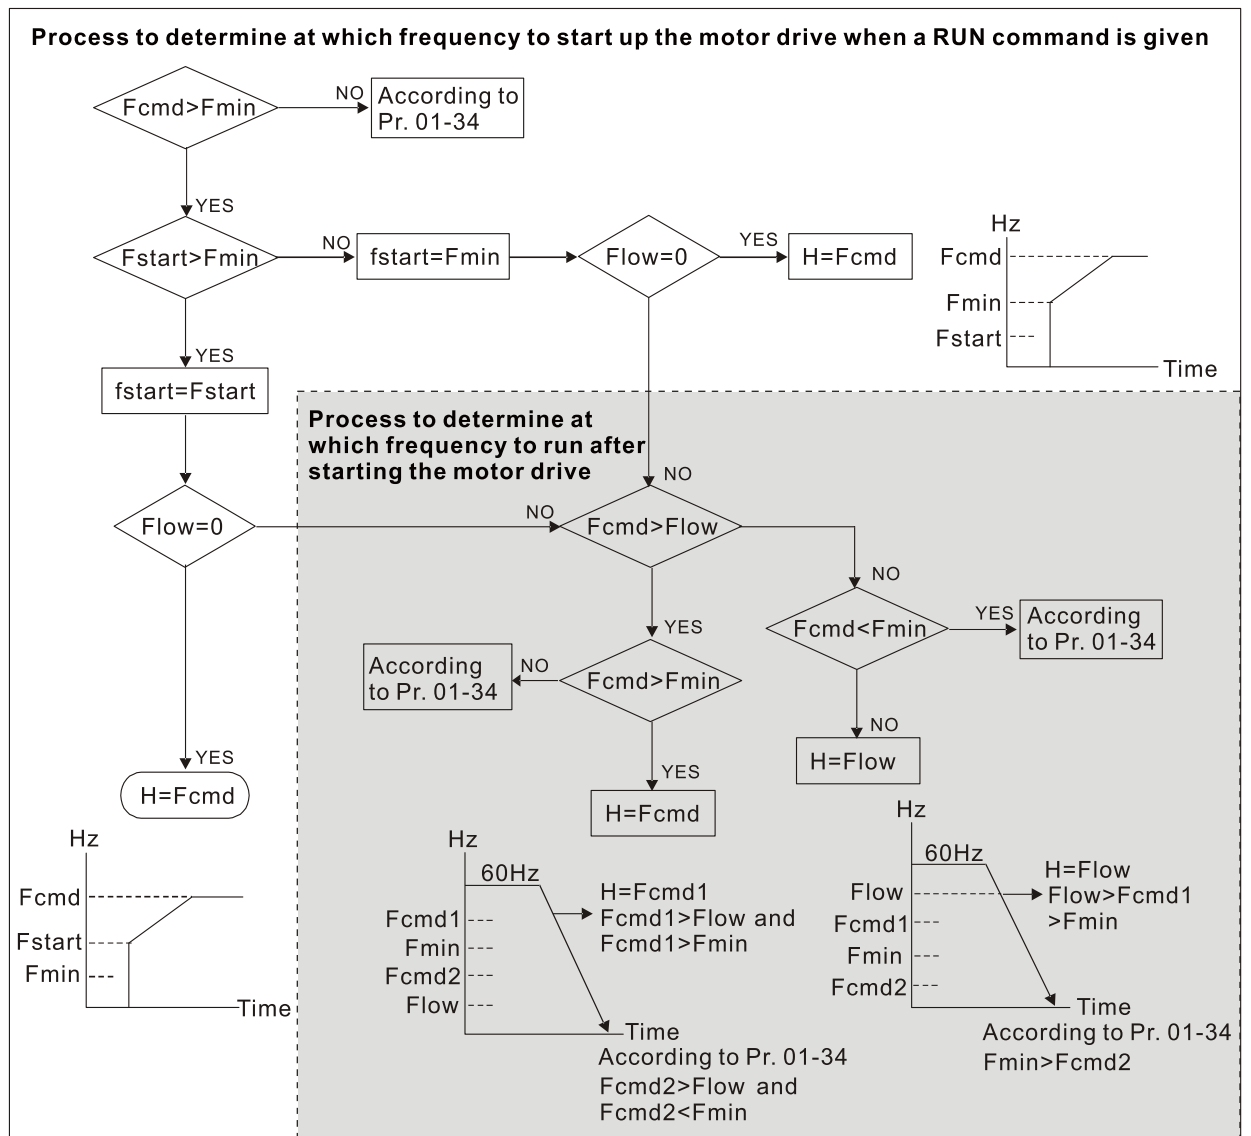 Process to determine at which frequency to start up the motor drive when a RUN command is given
Fcmd>Fmin
NO
According to
Pr. 01-34
YES
Fstart>Fmin
NO
fstart=Fmin
Flow=0
YES
H=Fcmd
Hz
Fcmd
Fmin
Fstart
Time
YES
fstart=Fstart
Process to determine at
which frequency to run after
starting the motor drive
NO
Flow=0
NO
Fcmd>Flow
NO
YES
Fcmd<Fmin
YES
According
to Pr. 01-34
According
to Pr. 01-34
NO
Fcmd>Fmin
NO
H=Flow
YES
H=Fcmd
YES
H=Fcmd
Hz
Fcmd
Fstart
Fmin
Time
Hz
60Hz
Fcmd1
Fmin
Fcmd2
Flow
H=Fcmd1
Fcmd1>Flow and
Fcmd1>Fmin
Time
According to Pr. 01-34
Fcmd2>Flow and
Fcmd2<Fmin
Hz
60Hz
Flow
Fcmd1
Fmin
Fcmd2
H=Flow
Flow>Fcmd1
>Fmin
Time
According to Pr. 01-34
Fmin>Fcmd2